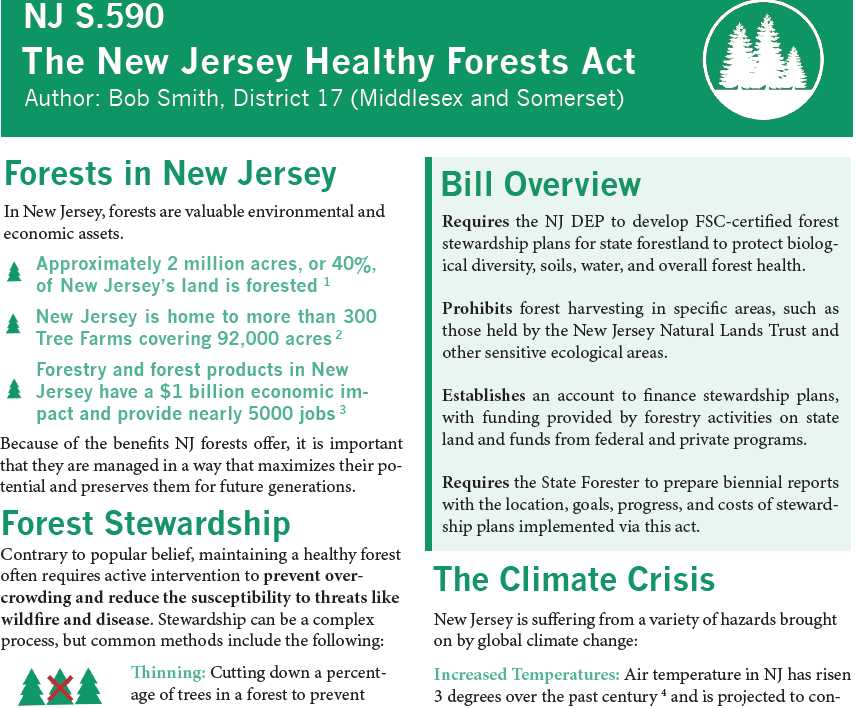 NJ S.590
The New Jersey Healthy Forests Act
Author: Bob Smith, District 17 (Middlesex and Somerset)
Forests in New Jersey
In New Jersey, forests are valuable environmental and
economic assets.
Approximately 2 million acres, or 40%,
of New Jersey's land is forested 1
New Jersey is home to more than 300
Tree Farms covering 92,000 acres 2
Forestry and forest products in New
Jersey have a $1 billion economic im-
pact and provide nearly 5000 jobs 3
Because of the benefits NJ forests offer, it is important
that they are managed in a way that maximizes their po-
tential and preserves them for future generations.
Forest Stewardship
Contrary to popular belief, maintaining a healthy forest
often requires active intervention to prevent over-
crowding and reduce the susceptibility to threats like
wildfire and disease. Stewardship can be a complex
process, but common methods include the following:
Thinning: Cutting down a percent-
age of trees in a forest to prevent
Bill Overview
Requires the NJ DEP to develop FSC-certified forest
stewardship plans for state forestland to protect biolog-
ical diversity, soils, water, and overall forest health.
Prohibits forest harvesting in specific areas, such as
those held by the New Jersey Natural Lands Trust and
other sensitive ecological areas.
Establishes an account to finance stewardship plans,
with funding provided by forestry activities on state
land and funds from federal and private programs.
Requires the State Forester to prepare biennial reports
with the location, goals, progress, and costs of steward-
ship plans implemented via this act.
The Climate Crisis
New Jersey is suffering from a variety of hazards brought
on by global climate change:
Increased Temperatures: Air temperature in NJ has risen
3 degrees over the past century 4 and is projected to con-